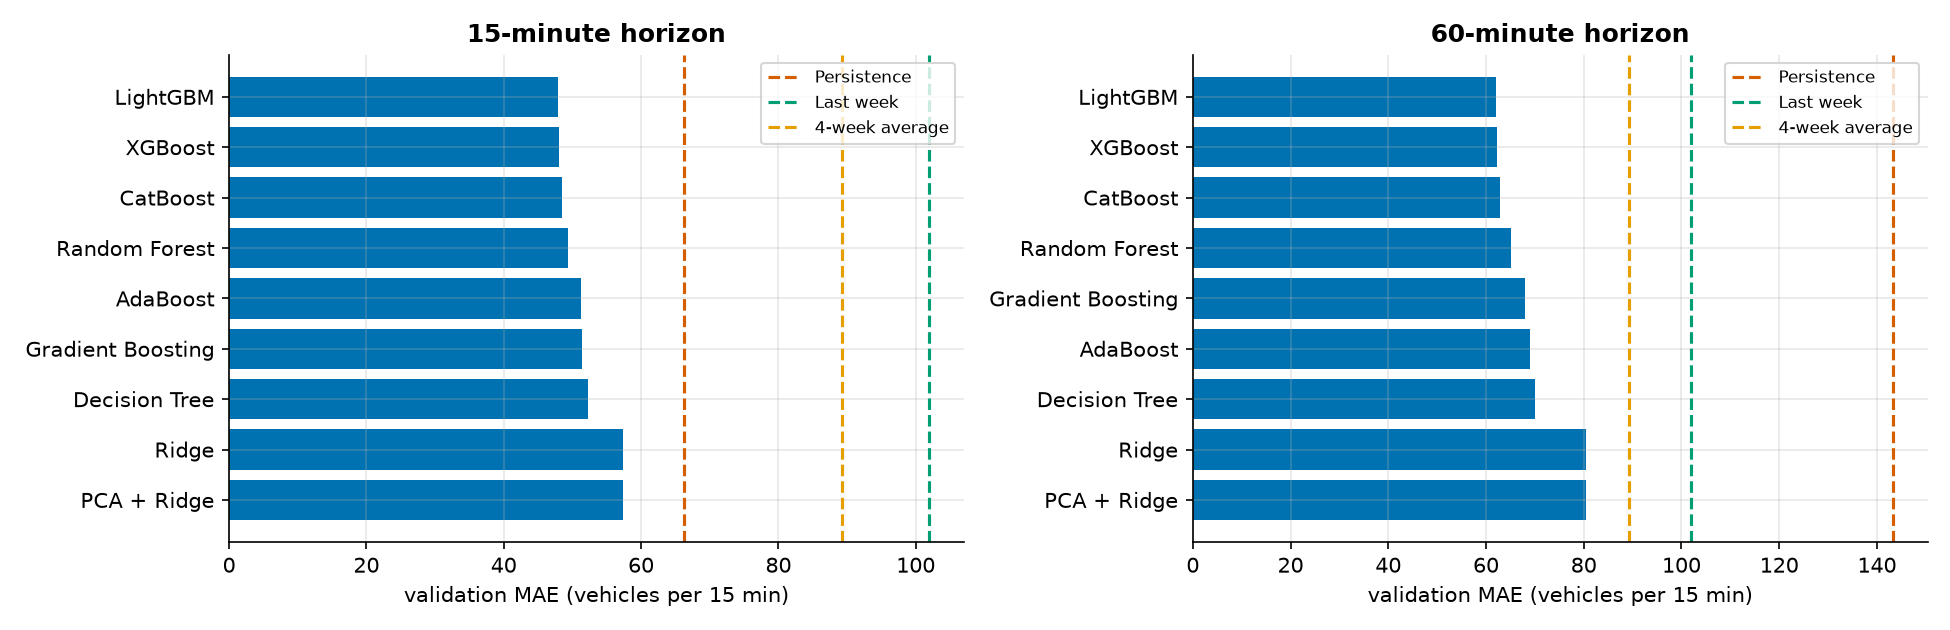 15-minute horizon
Persistence
Last week
4-week average
LightGBM
XGBoost
CatBoost
Random Forest
AdaBoost
Gradient Boosting
Decision Tree
Ridge
PCA + Ridge
0 20 40 60 80 100
validation MAE (vehicles per 15 min)
60-minute horizon
Persistence
Last week
4-week average
LightGBM
XGBoost
CatBoost
Random Forest
Gradient Boosting
AdaBoost
Decision Tree
Ridge
PCA + Ridge
0 20 40 60 80 100 120 140
validation MAE (vehicles per 15 min)